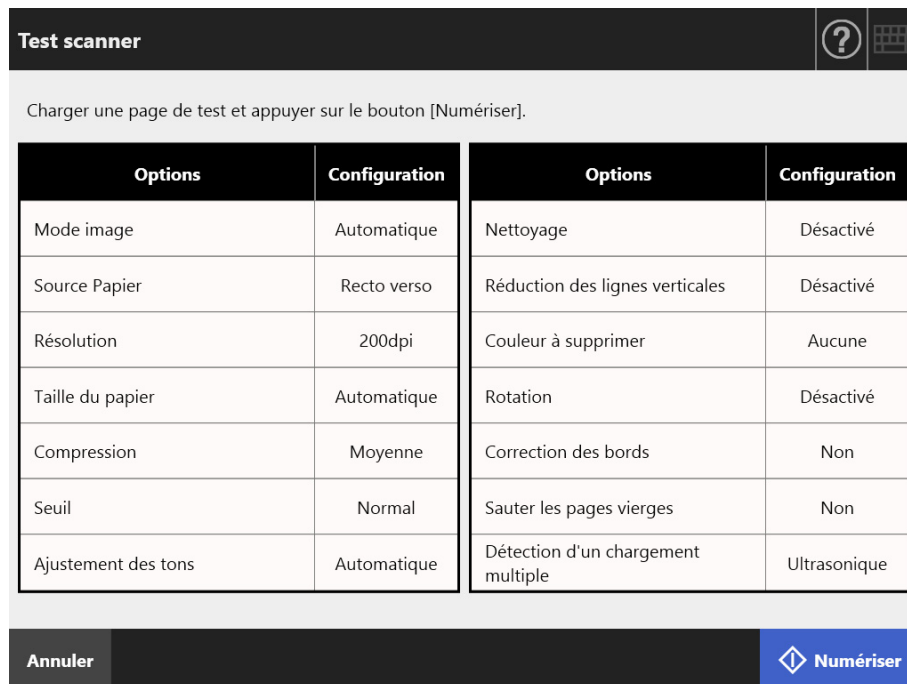 Test scanner
?
Charger une page de test et appuyer sur le bouton [Numériser].
Options Configuration Options Configuration
Mode image Automatique Nettoyage Désactivé
Source Papier Recto verso Réduction des lignes verticales Désactivé
Résolution 200dpi Couleur à supprimer Aucune
Taille du papier Automatique Rotation Désactivé
Compression Moyenne Correction des bords Non
Seuil Normal Sauter les pages vierges Non
Ajustement des tons Automatique Détection d'un chargement
multiple Ultrasonique
Annuler Numériser